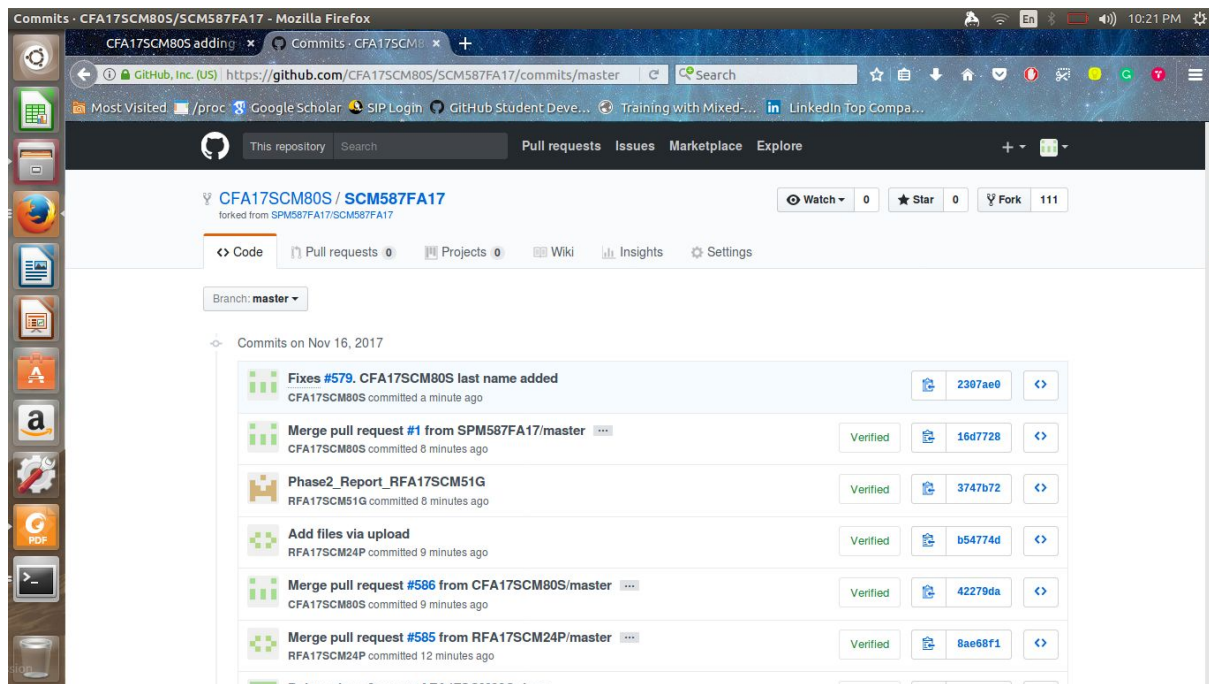 Commits · CFA17SCM80S/SCM587FA17 - Mozilla Firefox
En
10:21 PM
CFA17SCM80S adding
Commits · CFA17SCM8
GitHub, Inc. (US) https://github.com/CFA17SCM80S/SCM587FA17/commits/master
Search
Most Visited /proc Google Scholar SIP Login GitHub Student Deve... Training with Mixed-... LinkedIn Top Compa...
This repository Search Pull requests Issues Marketplace Explore
CFA17SCM80S / SCM587FA17
Watch 0 Star 0 Fork 111
forked from SPM587FA17/SCM587FA17
Code Pull requests 0 Projects 0 Wiki Insights Settings
Branch: master
Commits on Nov 16, 2017
Fixes #579. CFA17SCM80S last name added
CFA17SCM80S committed a minute ago
2307ae0
Merge pull request #1 from SPM587FA17/master ...
CFA17SCM80S committed 8 minutes ago
Verified 16d7728
Phase2_Report_RFA17SCM51G
RFA17SCM51G committed 8 minutes ago
Verified 3747b72
Add files via upload
RFA17SCM24P committed 9 minutes ago
Verified b54774d
Merge pull request #586 from CFA17SCM80S/master ...
CFA17SCM80S committed 9 minutes ago
Verified 42279da
Merge pull request #585 from RFA17SCM24P/master ...
RFA17SCM24P committed 12 minutes ago
Verified 8ae68f1
PDF